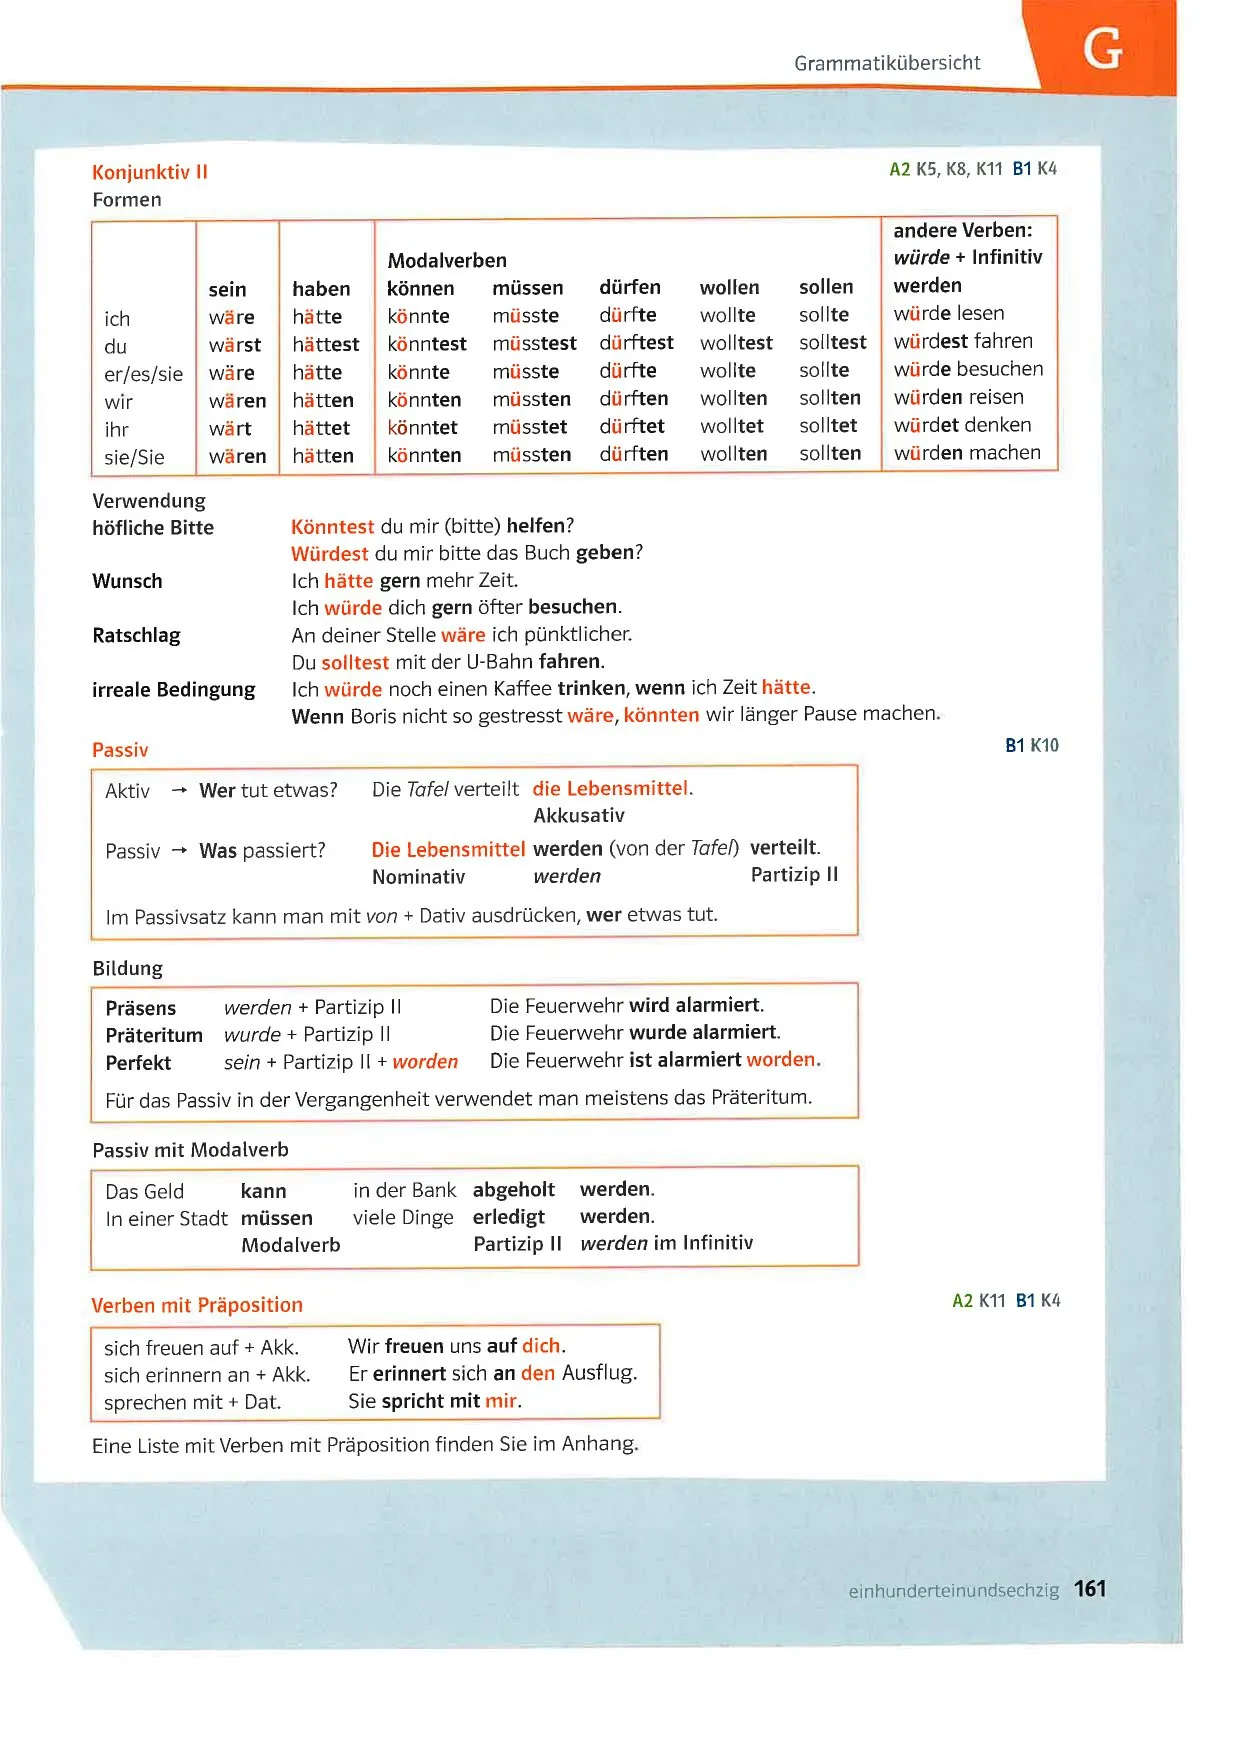 Grammatikübersicht
G
Konjunktiv II A2 K5, K8, K11 B1 K4
Formen
andere Verben:
Modalverben würde + Infinitiv
sein haben können müssen dürfen wollen sollen werden
ich wäre hätte könnte müsste dürfte wollte sollte würde lesen
du wärst hättest könntest müsstest dürftest wolltest solltest würdest fahren
er/es/sie wäre hätte könnte müsste dürfte wollte sollte würde besuchen
wir wären hätten könnten müssten dürften wollten sollten würden reisen
ihr wärt hättet könntet müsstet dürftet wolltet solltet würdet denken
sie/Sie wären hätten könnten müssten dürften wollten sollten würden machen
Verwendung
höfliche Bitte Könntest du mir (bitte) helfen?
Würdest du mir bitte das Buch geben?
Wunsch Ich hätte gern mehr Zeit.
Ich würde dich gern öfter besuchen.
Ratschlag An deiner Stelle wäre ich pünktlicher.
Du solltest mit der U-Bahn fahren.
irreale Bedingung Ich würde noch einen Kaffee trinken, wenn ich Zeit hätte.
Wenn Boris nicht so gestresst wäre, könnten wir länger Pause machen.
Passiv B1 K10
Aktiv → Wer tut etwas? Die Tafel verteilt die Lebensmittel.
Akkusativ
Passiv → Was passiert? Die Lebensmittel werden (von der Tafel) verteilt.
Nominativ werden Partizip II
Im Passivsatz kann man mit von + Dativ ausdrücken, wer etwas tut.
Bildung
Präsens werden + Partizip II Die Feuerwehr wird alarmiert.
Präteritum wurde + Partizip II Die Feuerwehr wurde alarmiert.
Perfekt sein + Partizip II + worden Die Feuerwehr ist alarmiert worden.
Für das Passiv in der Vergangenheit verwendet man meistens das Präteritum.
Passiv mit Modalverb
Das Geld kann in der Bank abgeholt werden.
In einer Stadt müssen viele Dinge erledigt werden.
Modalverb Partizip II werden im Infinitiv
Verben mit Präposition A2 K11 B1 K4
sich freuen auf + Akk. Wir freuen uns auf dich.
sich erinnern an + Akk. Er erinnert sich an den Ausflug.
sprechen mit + Dat. Sie spricht mit mir.
Eine Liste mit Verben mit Präposition finden Sie im Anhang.
einhunderteinundsechzig 161